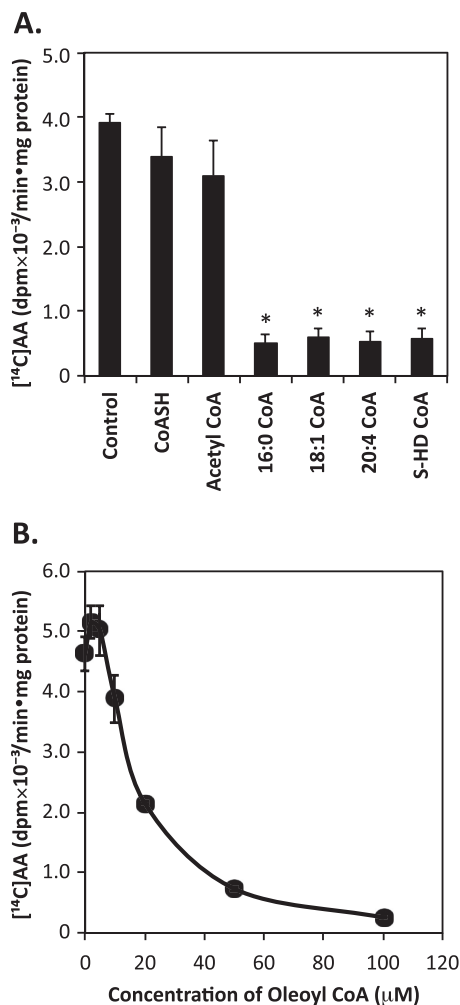 A.
[¹⁴C]AA (dpm×10⁻³/min•mg protein)
5.0
4.0
3.0
2.0
1.0
0
* * * *
Control
CoASH
Acetyl CoA
16:0 CoA
18:1 CoA
20:4 CoA
S-HD CoA
B.
[¹⁴C]AA (dpm×10⁻³/min•mg protein)
6.0
5.0
4.0
3.0
2.0
1.0
0
0 20 40 60 80 100 120
Concentration of Oleoyl CoA (μM)